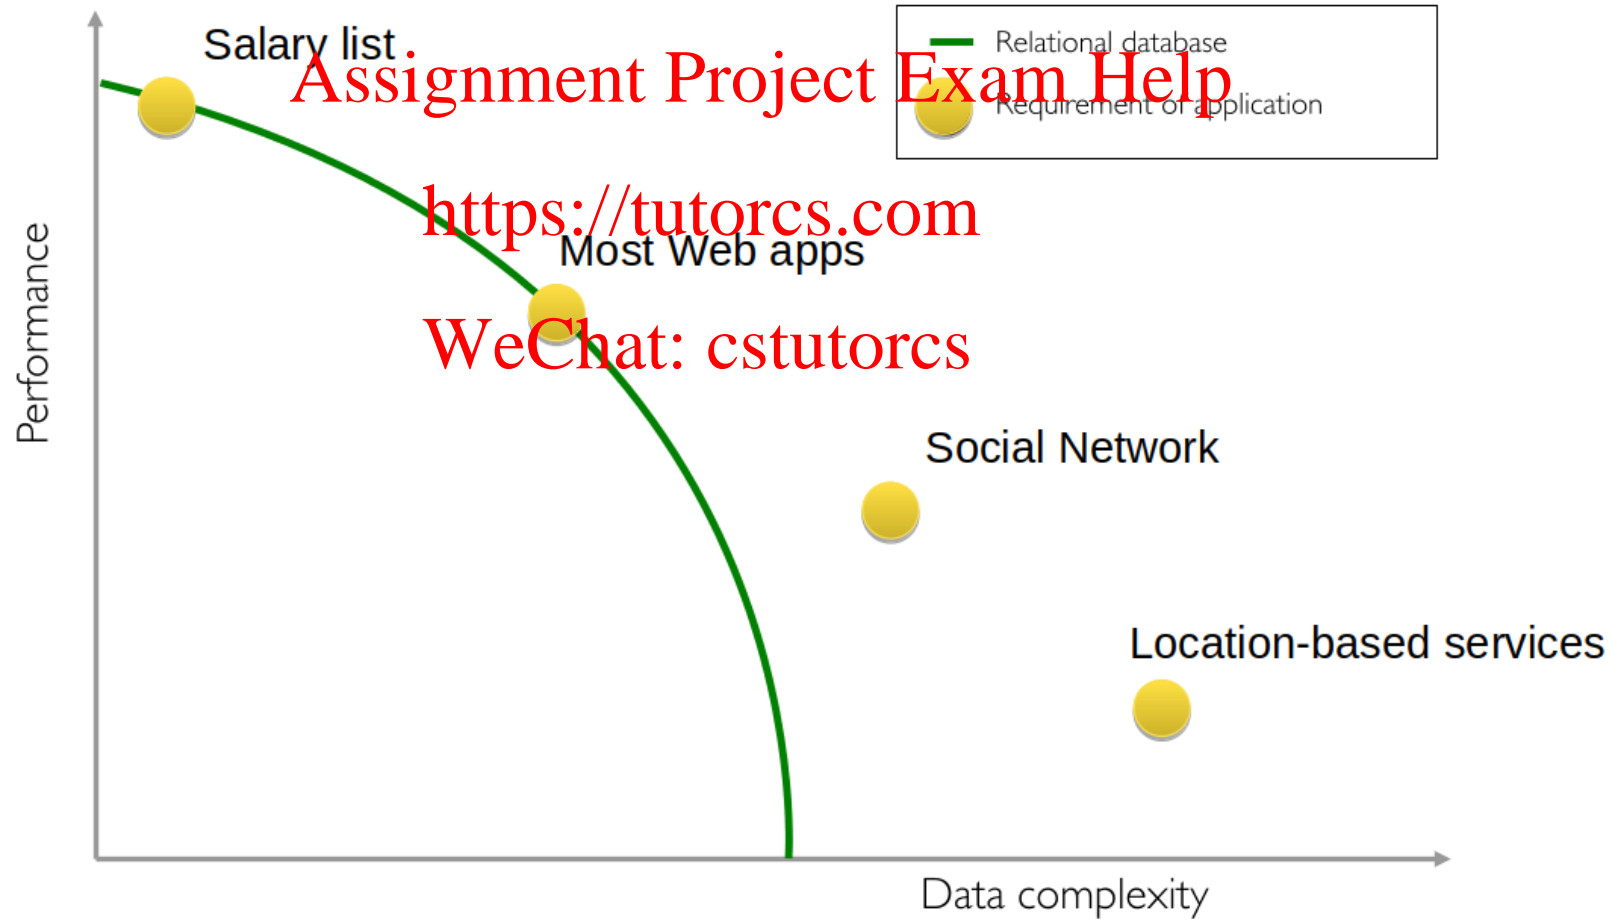 Salary list
Relational database
Assignment Project Exam Help
Requirement of application
https://tutorcs.com
Most Web apps
WeChat: cstutorcs
Performance
Social Network
Location-based services
Data complexity